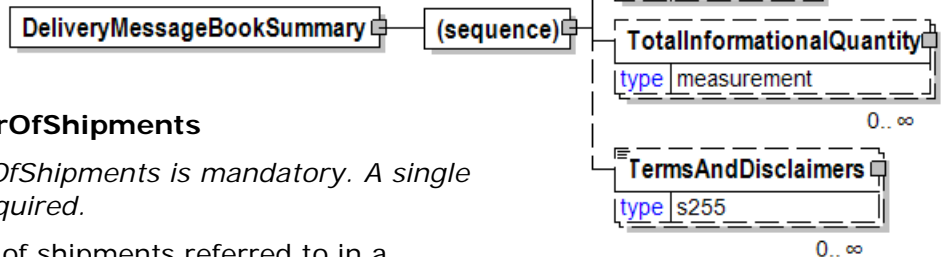 DeliveryMessageBookSummary
(sequence)
TotalInformationalQuantity
type measurement
0.. ∞
rOfShipments
OfShipments is mandatory. A single
quired.
TermsAndDisclaimers
type s255
of shipments referred to in a
0.. ∞